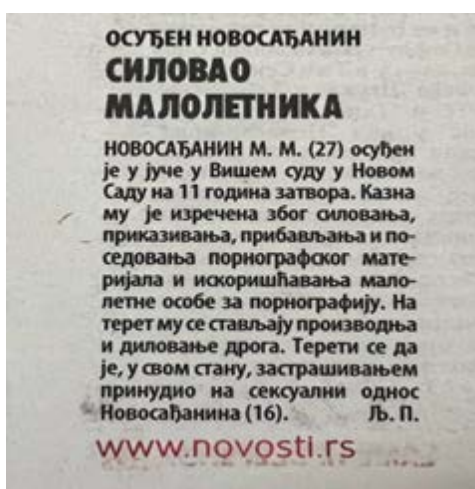 ОСУЂЕН НОВОСАЂАНИН
СИЛОВАО
МАЛОЛЕТНИКА
НОВОСАЂАНИН М. М. (27) осуђен
је у јуче у Вишем суду у Новом
Саду на 11 година затвора. Казна
му је изречена због силовања,
приказивања, прибављања и по-
седовања порнографског мате-
ријала и искоришћавања мало-
летне особе за порнографију. На
терет му се стављају производња
и диловање дрога. Терети се да
је, у свом стану, застрашивањем
принудио на сексуални однос
Новосађанина (16). Љ. П.
www.novosti.rs